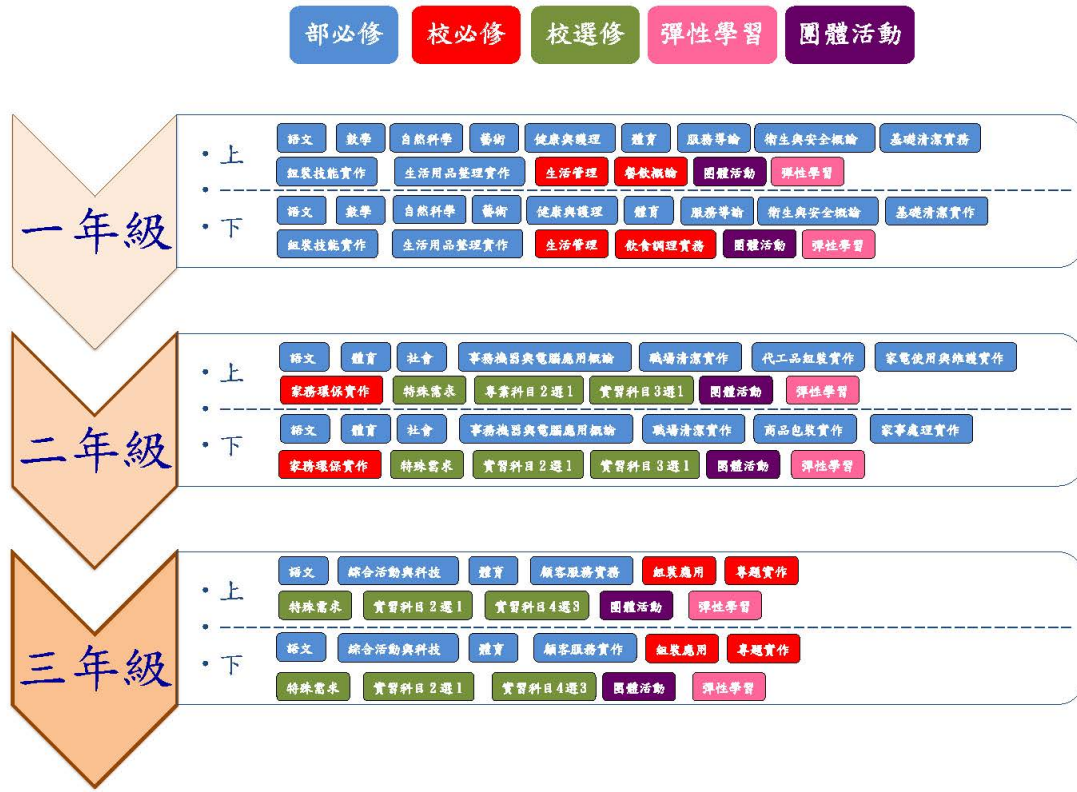 部必修 校必修 校選修 彈性學習 團體活動
一年級
•上
語文 數學 自然科學 藝術 健康與護理 體育 服務導論 衛生與安全概論 基礎清潔實務
組裝技能實作 生活用品整理實作 生活管理 餐飲概論 團體活動 彈性學習
•
•下
語文 數學 自然科學 藝術 健康與護理 體育 服務導論 衛生與安全概論 基礎清潔實作
組裝技能實作 生活用品整理實作 生活管理 飲食調理實務 團體活動 彈性學習
二年級
•上
語文 體育 社會 事務機器與電腦應用概論 職場清潔實作 代工品組裝實作 家電使用與維護實作
家務環保實作 特殊需求 專業科目2選1 實習科目3選1 團體活動 彈性學習
•
•下
語文 體育 社會 事務機器與電腦應用概論 職場清潔實作 商品包裝實作 家事處理實作
家務環保實作 特殊需求 實習科目2選1 實習科目3選1 團體活動 彈性學習
三年級
•上
語文 綜合活動與科技 體育 顧客服務實務 組裝應用 專題實作
特殊需求 實習科目2選1 實習科目4選3 團體活動 彈性學習
•
•下
語文 綜合活動與科技 體育 顧客服務實作 組裝應用 專題實作
特殊需求 實習科目2選1 實習科目4選3 團體活動 彈性學習